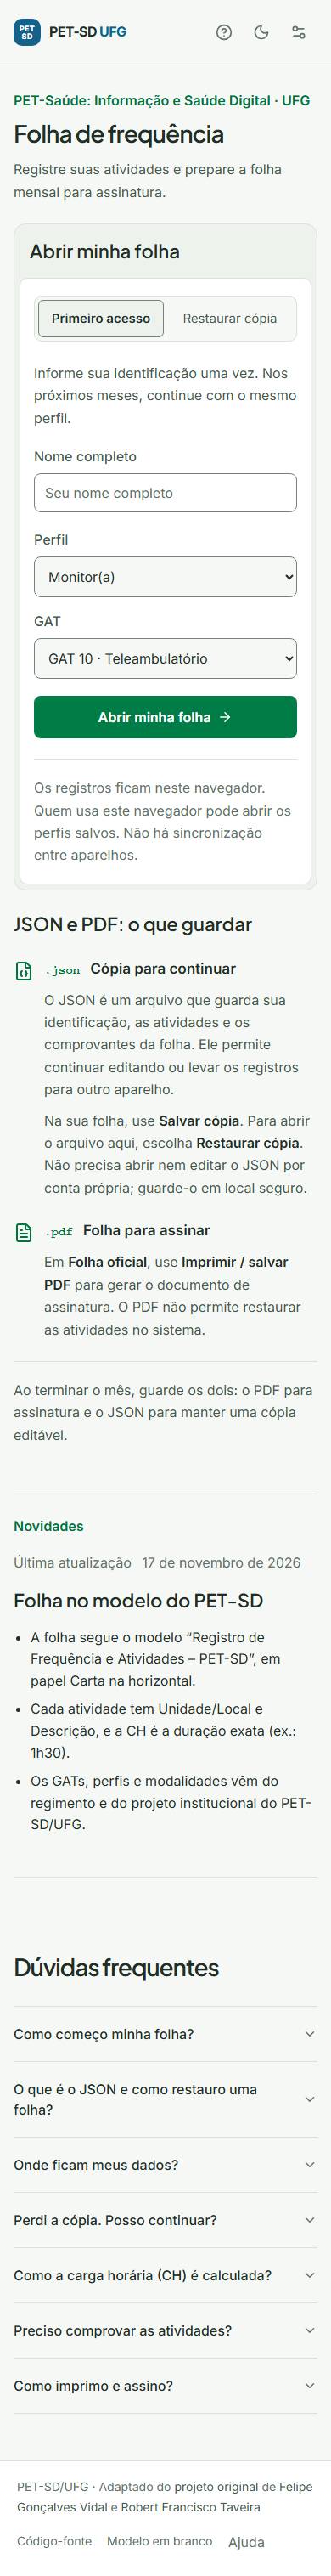 PET
SD
PET-SD UFG
PET-Saúde: Informação e Saúde Digital · UFG
Folha de frequência
Registre suas atividades e prepare a folha
mensal para assinatura.
Abrir minha folha
Primeiro acesso
Restaurar cópia
Informe sua identificação uma vez. Nos
próximos meses, continue com o mesmo
perfil.
Nome completo
Seu nome completo
Perfil
Monitor(a)
GAT
GAT 10 · Teleambulatório
Abrir minha folha →
Os registros ficam neste navegador.
Quem usa este navegador pode abrir os
perfis salvos. Não há sincronização
entre aparelhos.
JSON e PDF: o que guardar
.json Cópia para continuar
O JSON é um arquivo que guarda sua
identificação, as atividades e os
comprovantes da folha. Ele permite
continuar editando ou levar os registros
para outro aparelho.
Na sua folha, use Salvar cópia. Para abrir
o arquivo aqui, escolha Restaurar cópia.
Não precisa abrir nem editar o JSON por
conta própria; guarde-o em local seguro.
.pdf Folha para assinar
Em Folha oficial, use Imprimir / salvar
PDF para gerar o documento de
assinatura. O PDF não permite restaurar
as atividades no sistema.
Ao terminar o mês, guarde os dois: o PDF para
assinatura e o JSON para manter uma cópia
editável.
Novidades
Última atualização 17 de novembro de 2026
Folha no modelo do PET-SD
• A folha segue o modelo “Registro de
Frequência e Atividades – PET-SD”, em
papel Carta na horizontal.
• Cada atividade tem Unidade/Local e
Descrição, e a CH é a duração exata (ex.:
1h30).
• Os GATs, perfis e modalidades vêm do
regimento e do projeto institucional do PET-
SD/UFG.
Dúvidas frequentes
Como começo minha folha?
O que é o JSON e como restauro uma
folha?
Onde ficam meus dados?
Perdi a cópia. Posso continuar?
Como a carga horária (CH) é calculada?
Preciso comprovar as atividades?
Como imprimo e assino?
PET-SD/UFG · Adaptado do projeto original de Felipe
Gonçalves Vidal e Robert Francisco Taveira
Código-fonte Modelo em branco Ajuda